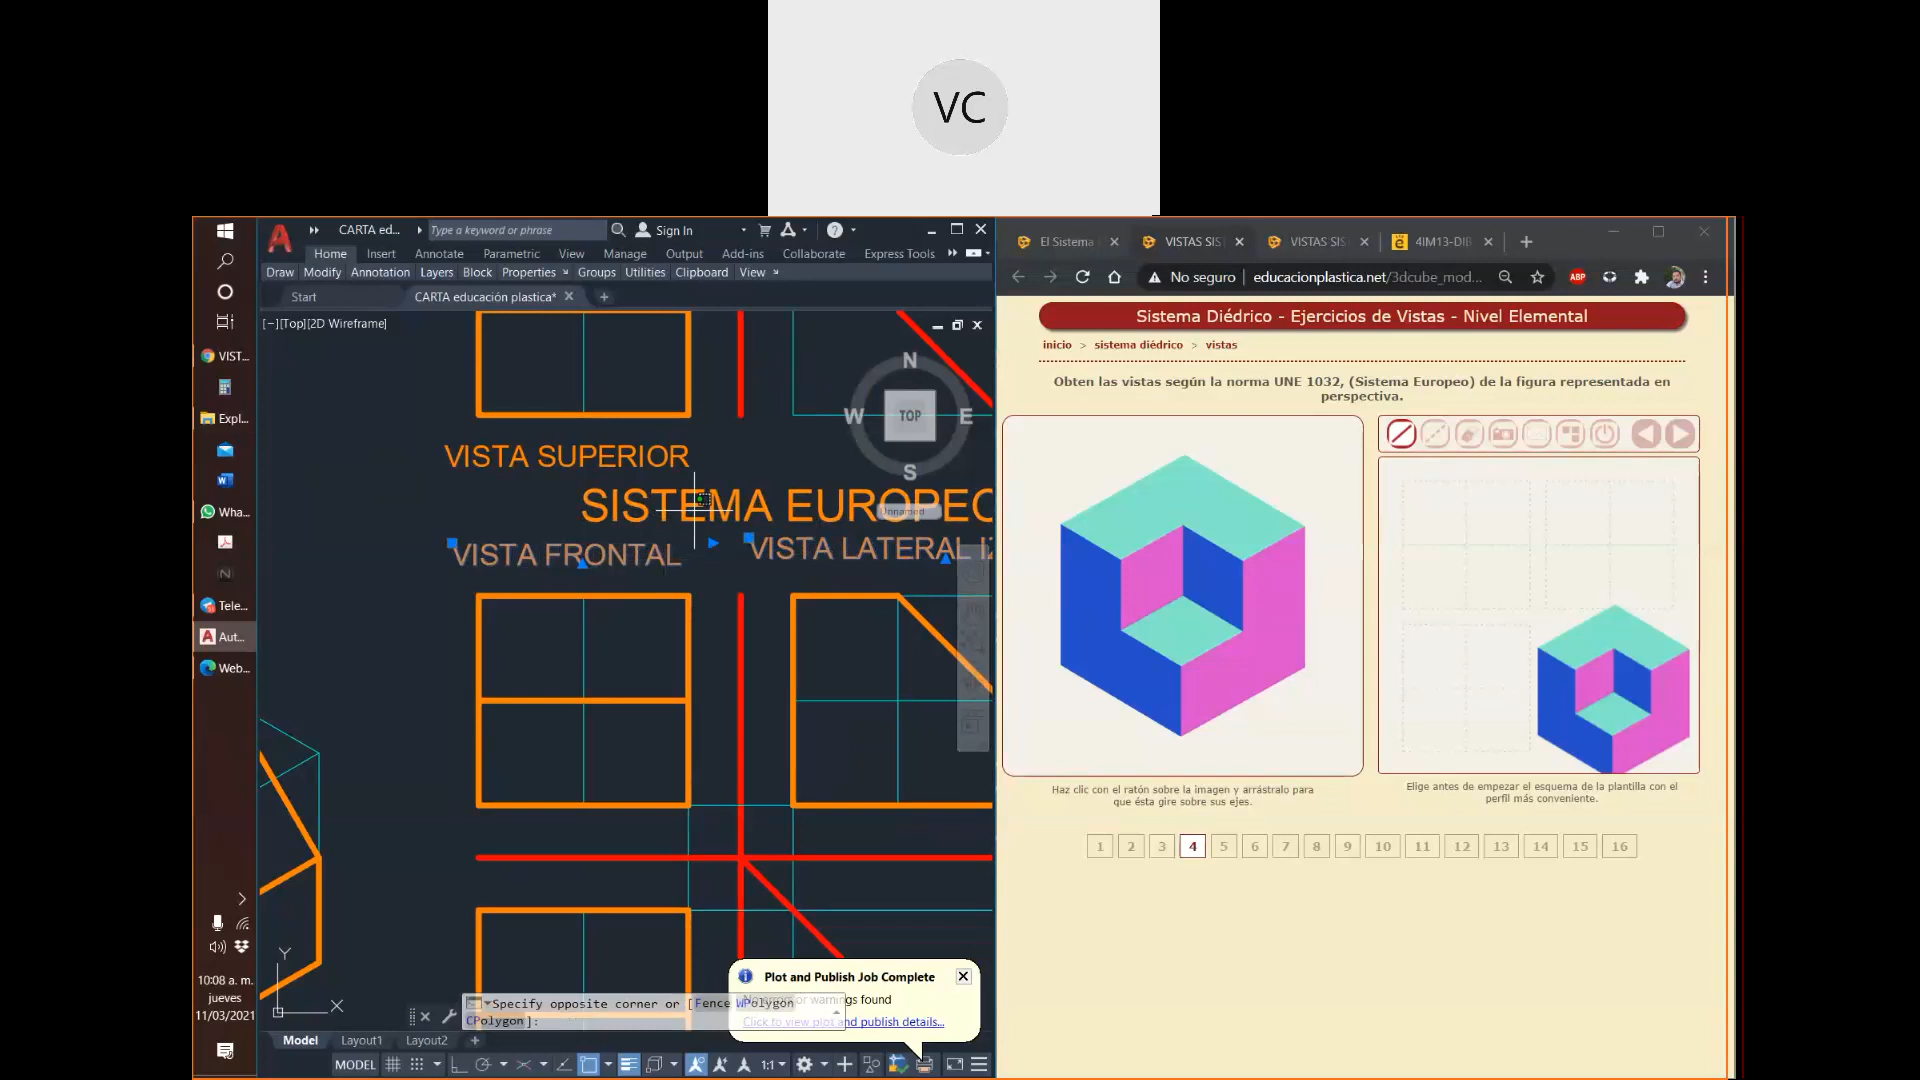 VC
CARTA ed...
Type a keyword or phrase
Sign In
Home Insert Annotate Parametric View Manage Output Add-ins Collaborate Express Tools
Draw Modify Annotation Layers Block Properties Groups Utilities Clipboard View
Start
CARTA educación plastica*
[−][Top][2D Wireframe]
N
W
TOP
E
S
Unnamed
VISTA SUPERIOR
SISTEMA EUROPEO
VISTA FRONTAL
VISTA LATERAL IZ
Y
X
Specify opposite corner or [Fence WPolygon
CPolygon]:
Plot and Publish Job Complete
No errors or warnings found
Click to view plot and publish details...
Model Layout1 Layout2
MODEL
1:1
VIST...
Expl...
Wha...
Tele...
Aut...
Web...
10:08 a. m.
jueves
11/03/2021
El Sistema
VISTAS SIS
VISTAS SIS
4IM13-DIB
No seguro | educacionplastica.net/3dcube_mod...
ABP
Sistema Diédrico - Ejercicios de Vistas - Nivel Elemental
inicio > sistema diédrico > vistas
Obten las vistas según la norma UNE 1032, (Sistema Europeo) de la figura representada en
perspectiva.
Haz clic con el ratón sobre la imagen y arrástralo para
que ésta gire sobre sus ejes.
Elige antes de empezar el esquema de la plantilla con el
perfil más conveniente.
1 2 3 4 5 6 7 8 9 10 11 12 13 14 15 16